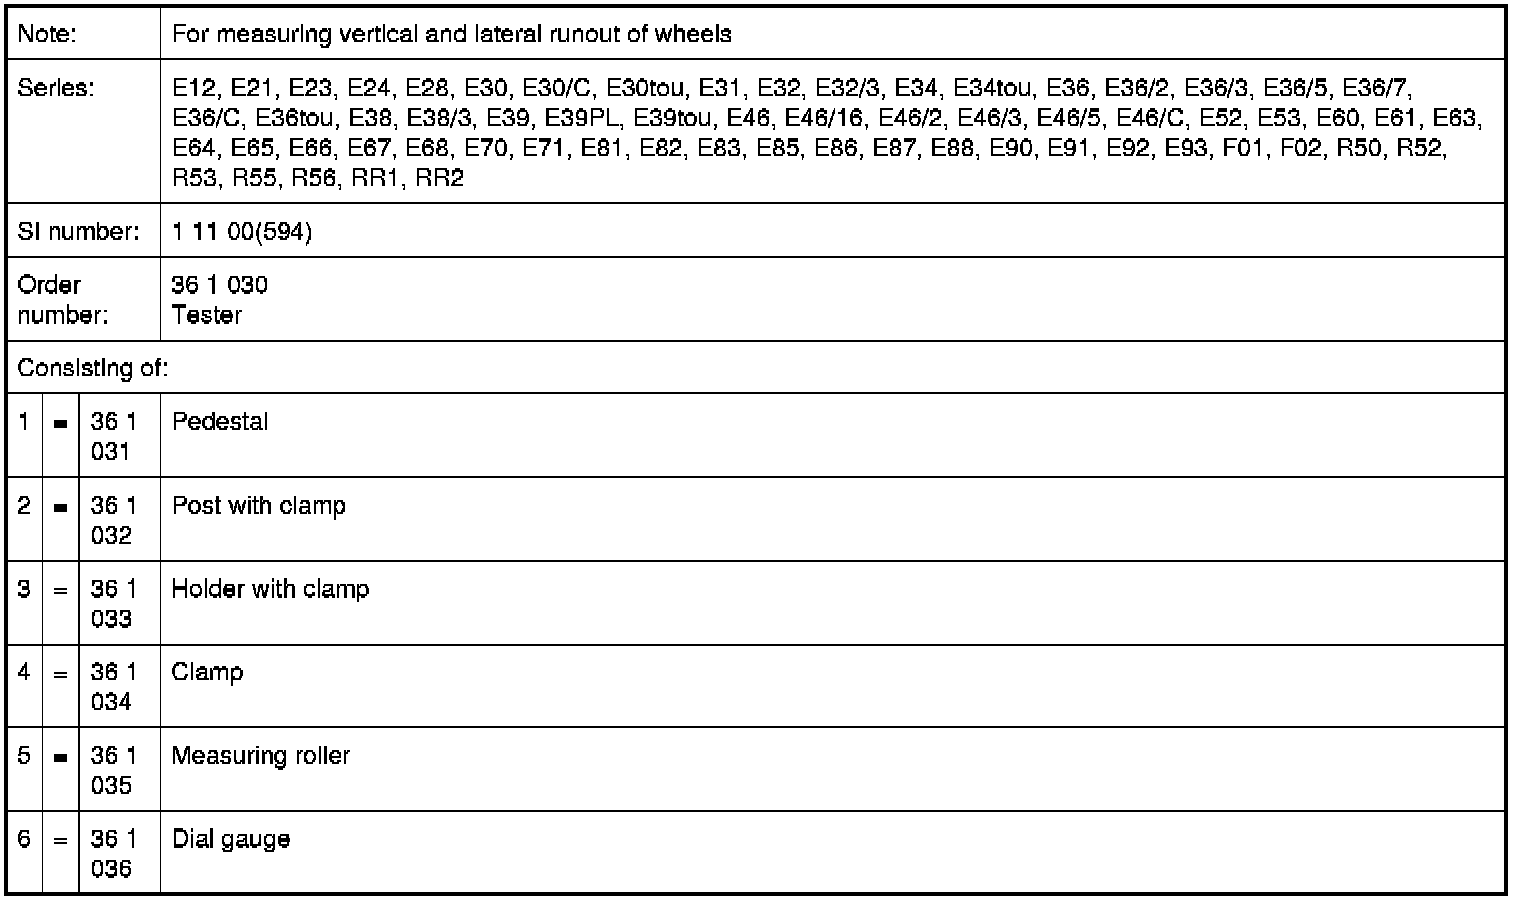 Note: For measuring vertical and lateral runout of wheels
Series: E12, E21, E23, E24, E28, E30, E30/C, E30tou, E31, E32, E32/3, E34, E34tou, E36, E36/2, E36/3, E36/5, E36/7,
E36/C, E36tou, E38, E38/3, E39, E39PL, E39tou, E46, E46/16, E46/2, E46/3, E46/5, E46/C, E52, E53, E60, E61, E63,
E64, E65, E66, E67, E68, E70, E71, E81, E82, E83, E85, E86, E87, E88, E90, E91, E92, E93, F01, F02, R50, R52,
R53, R55, R56, RR1, RR2
SI number: 1 11 00(594)
Order 36 1 030
number: Tester
Consisting of:
1 = 36 1 Pedestal
031
2 = 36 1 Post with clamp
032
3 = 36 1 Holder with clamp
033
4 = 36 1 Clamp
034
5 = 36 1 Measuring roller
035
6 = 36 1 Dial gauge
036